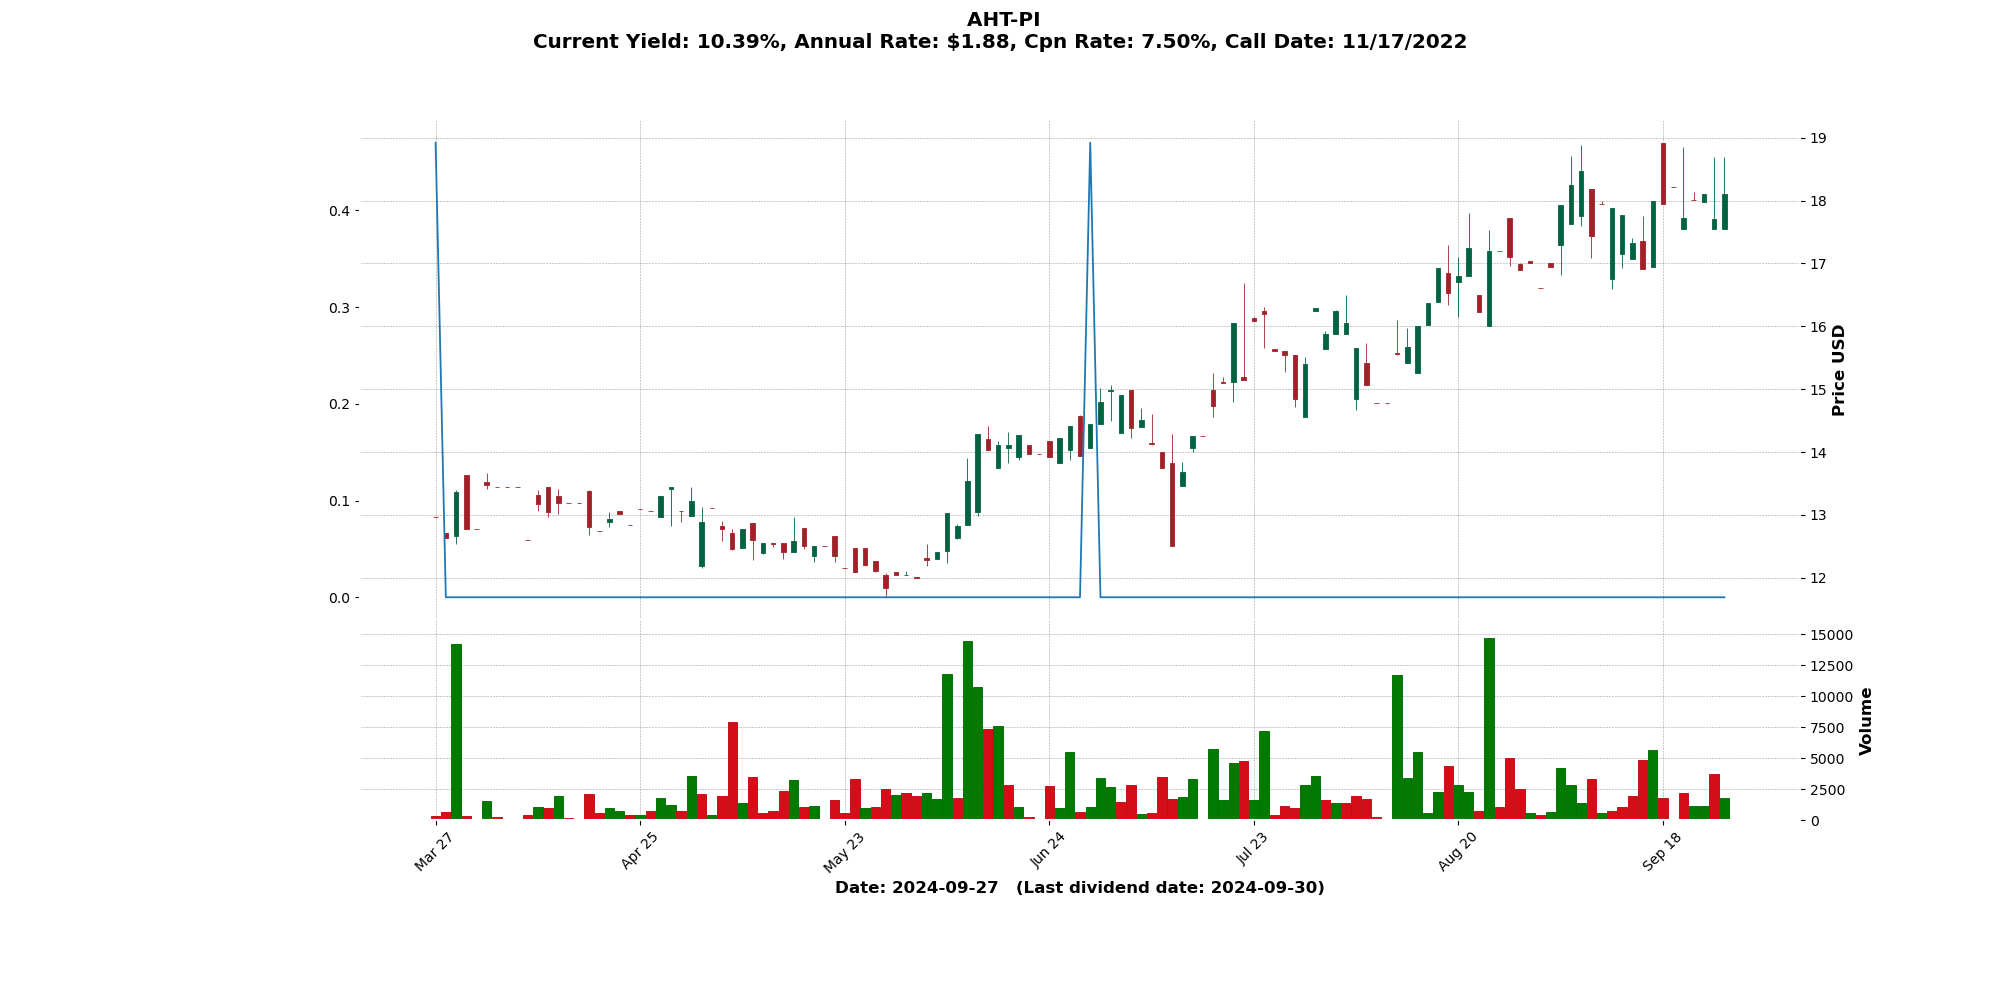 AHT-PI
Current Yield: 10.39%, Annual Rate: $1.88, Cpn Rate: 7.50%, Call Date: 11/17/2022
0.4
0.3
0.2
0.1
0.0
19
18
17
16
15
14
13
12
Price USD
15000
12500
10000
7500
5000
2500
0
Volume
Mar 27
Apr 25
May 23
Jun 24
Jul 23
Aug 20
Sep 18
Date: 2024-09-27 (Last dividend date: 2024-09-30)